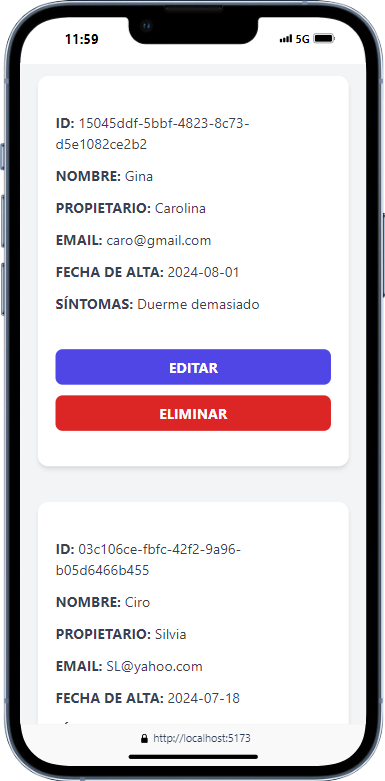 11:59
5G
ID: 15045ddf-5bbf-4823-8c73-
d5e1082ce2b2
NOMBRE: Gina
PROPIETARIO: Carolina
EMAIL: caro@gmail.com
FECHA DE ALTA: 2024-08-01
SÍNTOMAS: Duerme demasiado
EDITAR
ELIMINAR
ID: 03c106ce-fbfc-42f2-9a96-
b05d6466b455
NOMBRE: Ciro
PROPIETARIO: Silvia
EMAIL: SL@yahoo.com
FECHA DE ALTA: 2024-07-18
http://localhost:5173